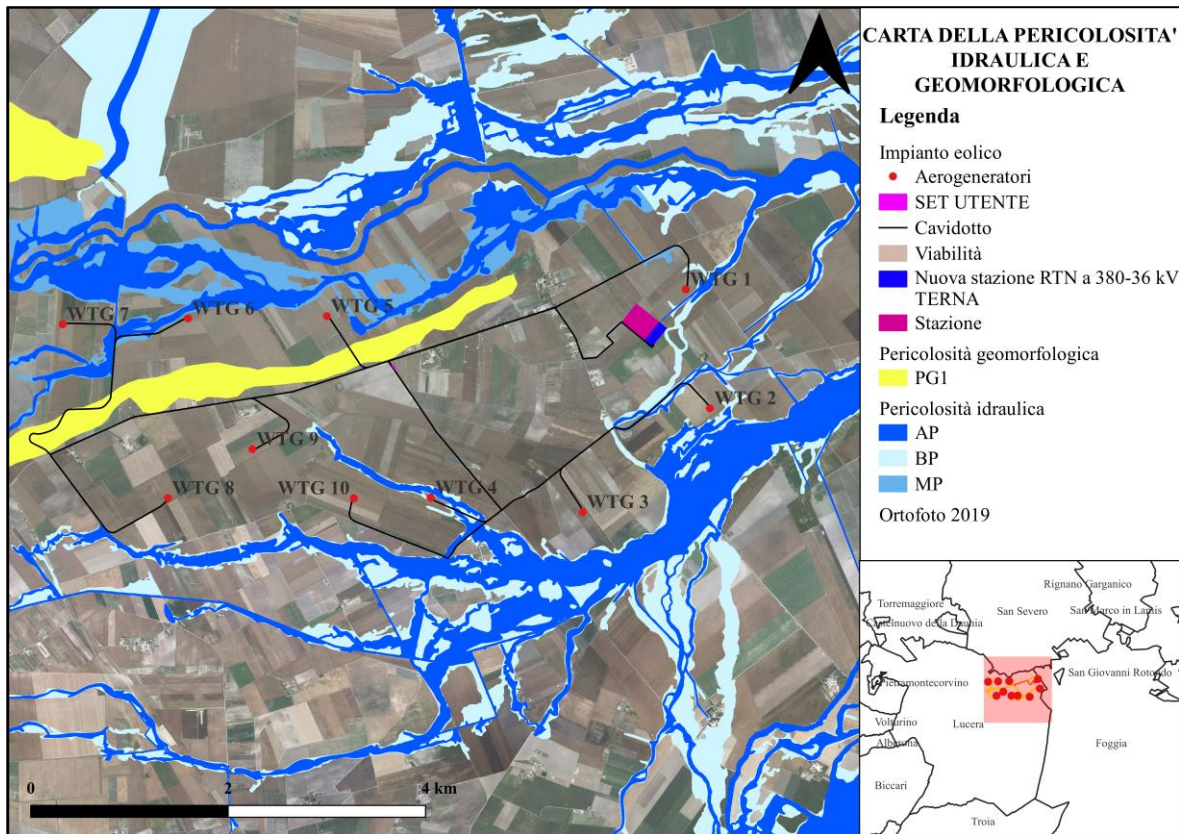 CARTA DELLA PERICOLOSITA'
IDRAULICA E
GEOMORFOLOGICA
Legenda
Impianto eolico
Aerogeneratori
SET UTENTE
Cavidotto
Viabilità
Nuova stazione RTN a 380-36 kV
TERNA
Stazione
Pericolosità geomorfologica
PG1
Pericolosità idraulica
AP
BP
MP
Ortofoto 2019
WTG 1
WTG 5
WTG 6
WTG 7
WTG 2
WTG 9
WTG 8
WTG 10
WTG 4
WTG 3
0
2
4 km
Rignano Garganico
Torremaggiore
San Severo
San Marco in Lamis
Castelnuovo della Daunia
San Giovanni Rotondo
Pietramontecorvino
Lucera
Volturino
Alberona
Foggia
Biccari
Troia